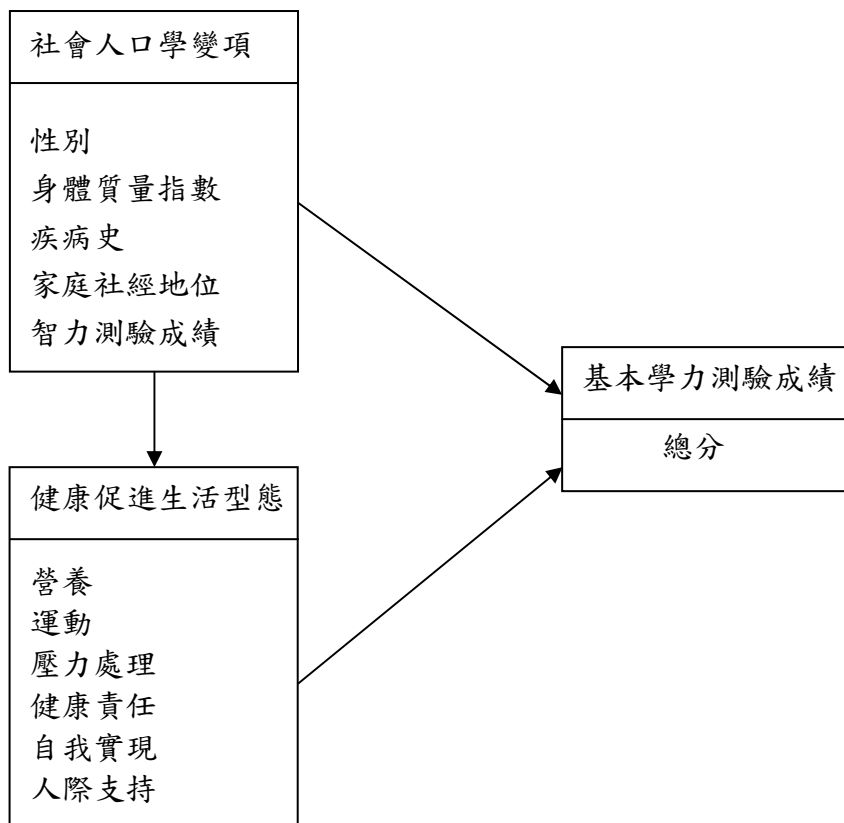 社會人口學變項
性別
身體質量指數
疾病史
家庭社經地位
智力測驗成績
基本學力測驗成績
總分
健康促進生活型態
營養
運動
壓力處理
健康責任
自我實現
人際支持